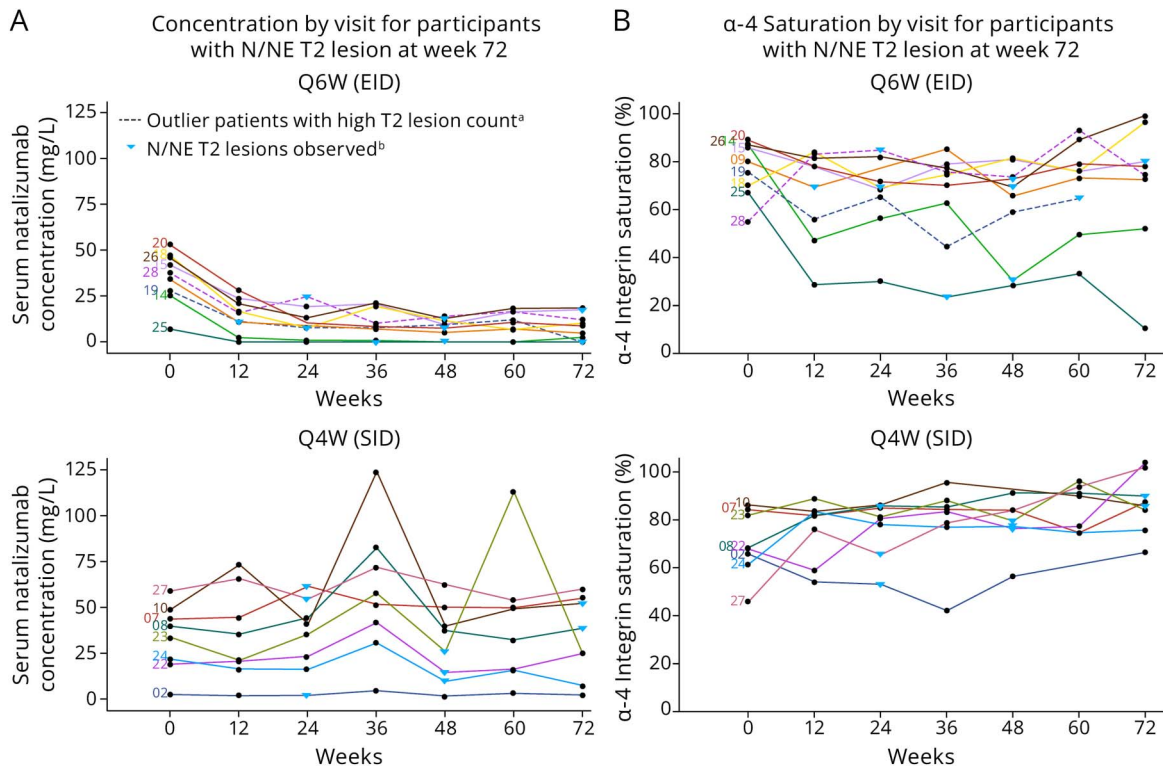 A
Concentration by visit for participants
with N/NE T2 lesion at week 72
Q6W (EID)
Serum natalizumab
concentration (mg/L)
125
100
75
50
25
0
Outlier patients with high T2 lesion countᵃ
N/NE T2 lesions observedᵇ
20
26
28
19
14
25
0 12 24 36 48 60 72
Weeks
B
α-4 Saturation by visit for participants
with N/NE T2 lesion at week 72
Q6W (EID)
α-4 Integrin saturation (%)
100
80
60
40
20
0
20
26
14
15
09
19
18
25
28
0 12 24 36 48 60 72
Weeks
Q4W (SID)
Serum natalizumab
concentration (mg/L)
125
100
75
50
25
0
27
10
07
08
23
24
22
02
0 12 24 36 48 60 72
Weeks
Q4W (SID)
α-4 Integrin saturation (%)
100
80
60
40
20
0
10
07
23
08
22
02
24
27
0 12 24 36 48 60 72
Weeks